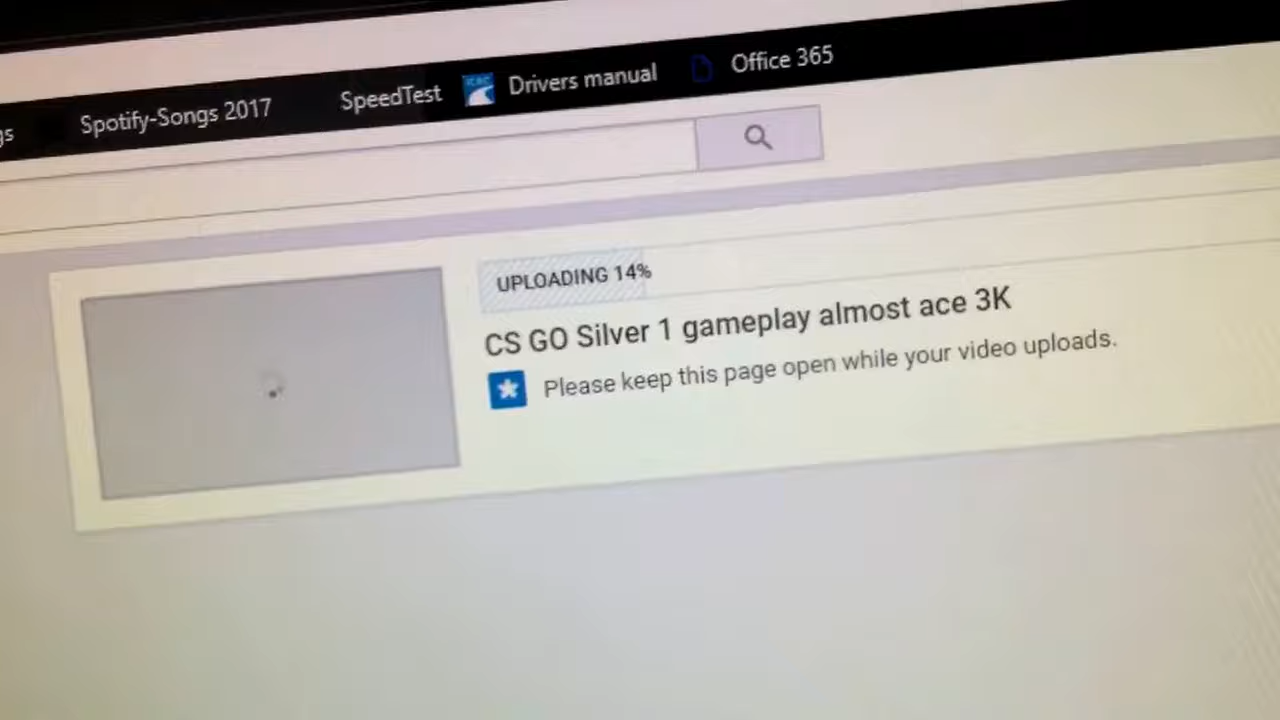 gs Spotify-Songs 2017 SpeedTest Drivers manual Office 365
UPLOADING 14%
CS GO Silver 1 gameplay almost ace 3K
Please keep this page open while your video uploads.